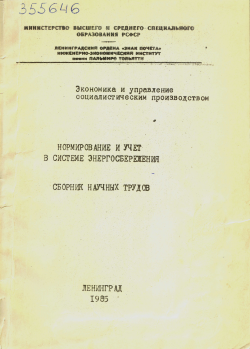 355646
МИНИСТЕРСТВО ВЫСШЕГО И СРЕДНЕГО СПЕЦИАЛЬНОГО
ОБРАЗОВАНИЯ РСФСР
ЛЕНИНГРАДСКИЙ ОРДЕНА «ЗНАК ПОЧЕТА»
ИНЖЕНЕРНО-ЭКОНОМИЧЕСКИЙ ИНСТИТУТ
имени ПАЛЬМИРО ТОЛЬЯТТИ
Экономика и управление
социалистическим производством
НОРМИРОВАНИЕ И УЧЕТ
В СИСТЕМЕ ЭНЕРГОСБЕРЕЖЕНИЯ
СБОРНИК НАУЧНЫХ ТРУДОВ
ЛЕНИНГРАД
1985